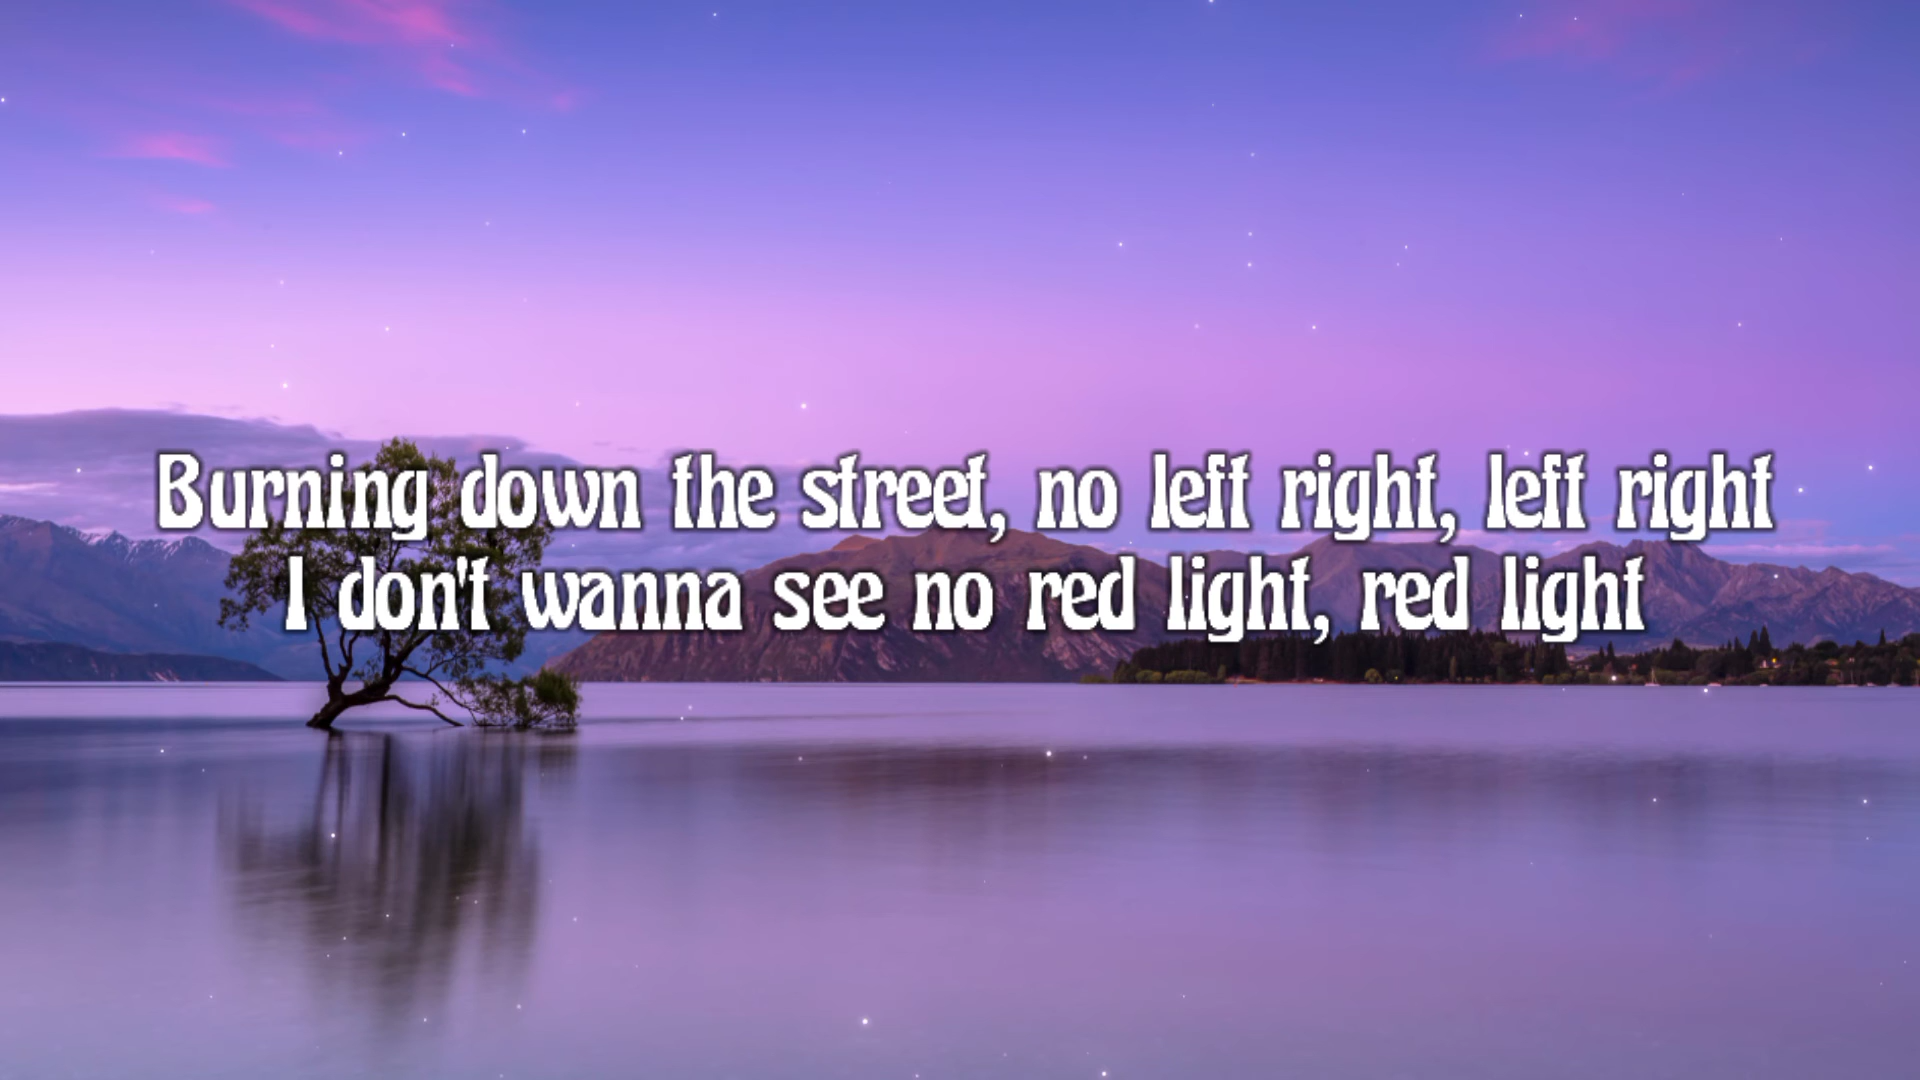 Burning down the street, no left right, left right
I don't wanna see no red light, red light